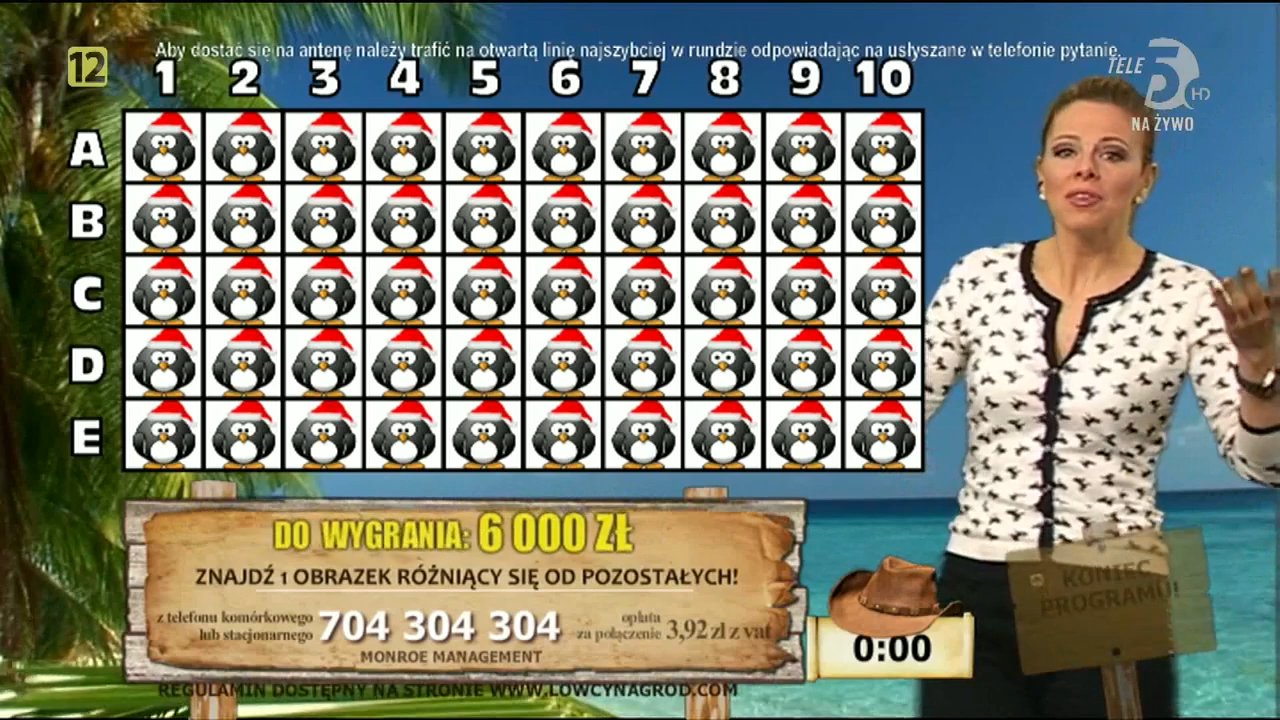 Aby dostać się na antenę należy trafić na otwartą linię najszybciej w rundzie odpowiadając na usłyszane w telefonie pytanie.
12
TELE 5 HD
NA ŻYWO
1 2 3 4 5 6 7 8 9 10
A
B
C
D
E
DO WYGRANIA: 6 000 ZŁ
ZNAJDŹ 1 OBRAZEK RÓŻNIĄCY SIĘ OD POZOSTAŁYCH!
z telefonu komórkowego
lub stacjonarnego
704 304 304
opłata
za połączenie 3,92 zł z vat
MONROE MANAGEMENT
0:00
KONIEC
PROGRAMU!
REGULAMIN DOSTĘPNY NA STRONIE WWW.LOWCYNAGROD.COM